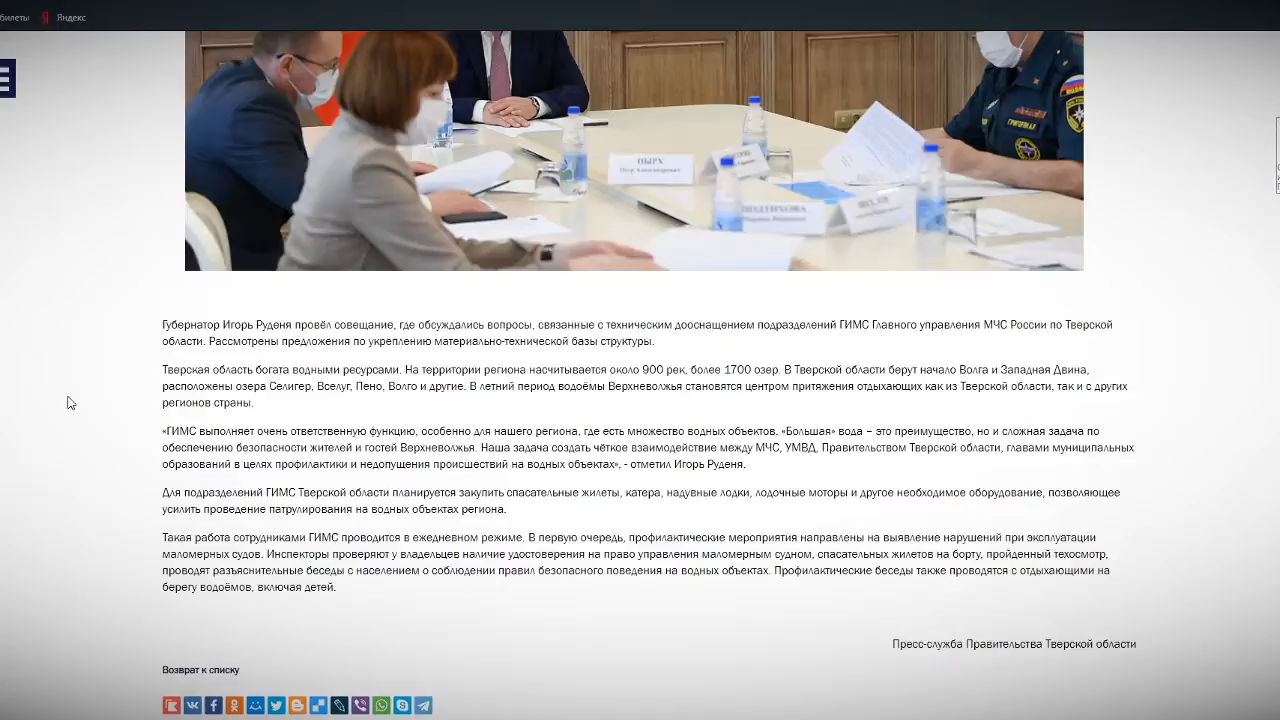 билеты Яндекс
RUSSIA
ГРИГОРЯН А.Г.
ПЫРХ
Петр Александрович
Губернатор Игорь Руденя провёл совещание, где обсуждались вопросы, связанные с техническим дооснащением подразделений ГИМС Главного управления МЧС России по Тверской
области. Рассмотрены предложения по укреплению материально-технической базы структуры.
Тверская область богата водными ресурсами. На территории региона насчитывается около 900 рек, более 1700 озер. В Тверской области берут начало Волга и Западная Двина,
расположены озера Селигер, Вселуг, Пено, Волго и другие. В летний период водоёмы Верхневолжья становятся центром притяжения отдыхающих как из Тверской области, так и с других
регионов страны.
«ГИМС выполняет очень ответственную функцию, особенно для нашего региона, где есть множество водных объектов. «Большая» вода – это преимущество, но и сложная задача по
обеспечению безопасности жителей и гостей Верхневолжья. Наша задача создать чёткое взаимодействие между МЧС, УМВД, Правительством Тверской области, главами муниципальных
образований в целях профилактики и недопущения происшествий на водных объектах», - отметил Игорь Руденя.
Для подразделений ГИМС Тверской области планируется закупить спасательные жилеты, катера, надувные лодки, лодочные моторы и другое необходимое оборудование, позволяющее
усилить проведение патрулирования на водных объектах региона.
Такая работа сотрудниками ГИМС проводится в ежедневном режиме. В первую очередь, профилактические мероприятия направлены на выявление нарушений при эксплуатации
маломерных судов. Инспекторы проверяют у владельцев наличие удостоверения на право управления маломерным судном, спасательных жилетов на борту, пройденный техосмотр,
проводят разъяснительные беседы с населением о соблюдении правил безопасного поведения на водных объектах. Профилактические беседы также проводятся с отдыхающими на
берегу водоёмов, включая детей.
Пресс-служба Правительства Тверской области
Возврат к списку